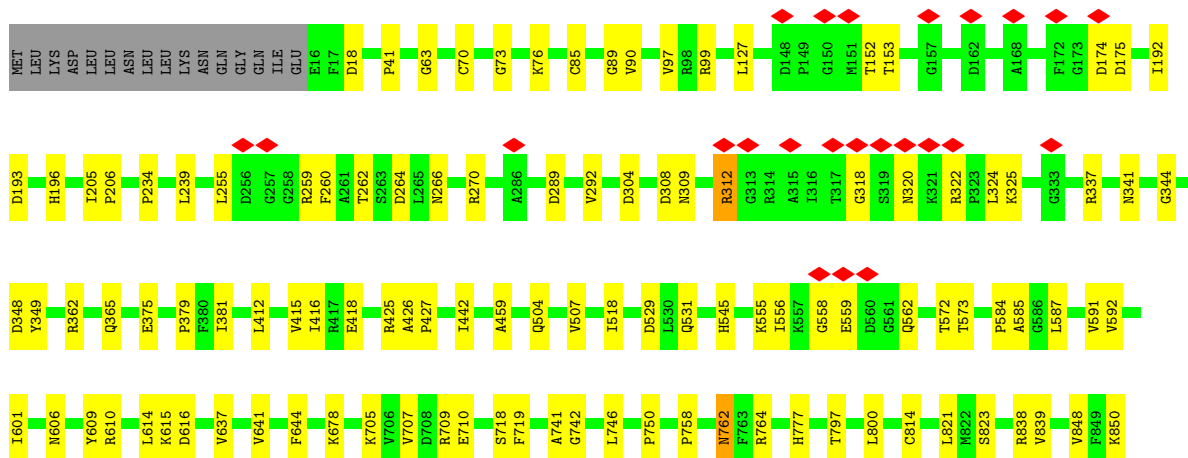 MET LEU LYS ASP LEU LEU ASN LEU LEU LYS ASN GLN GLY GLN ILE GLU E16 F17 D18 P41 G63 C70 G73 K76 C85 G89 V90 V97 R98 R99 L127 D148 P149 G150 M151 T152 T153 G157 D162 A168 F172 G173 D174 D175 I192
D193 H196 I205 P206 P234 L239 L255 D256 G257 G258 R259 F260 A261 T262 S263 D264 L265 N266 R270 A286 D289 V292 D304 D308 N309 R312 G313 R314 A315 I316 T317 G318 S319 N320 K321 R322 P323 L324 K325 G333 R337 N341 G344
D348 Y349 R362 Q365 E375 P379 F380 I381 L412 V415 I416 R417 E418 R425 A426 P427 I442 A459 Q504 V507 I518 D529 L530 Q531 H545 K555 I556 K557 G558 E559 D560 G561 Q562 T572 T573 P584 A585 G586 L587 V591 V592
I601 N606 Y609 R610 L614 K615 D616 V637 V641 F644 K678 K705 V706 V707 D708 R709 E710 S718 F719 A741 G742 L746 P750 P758 N762 F763 R764 H777 T797 L800 C814 L821 M822 S823 R838 V839 V848 F849 K850